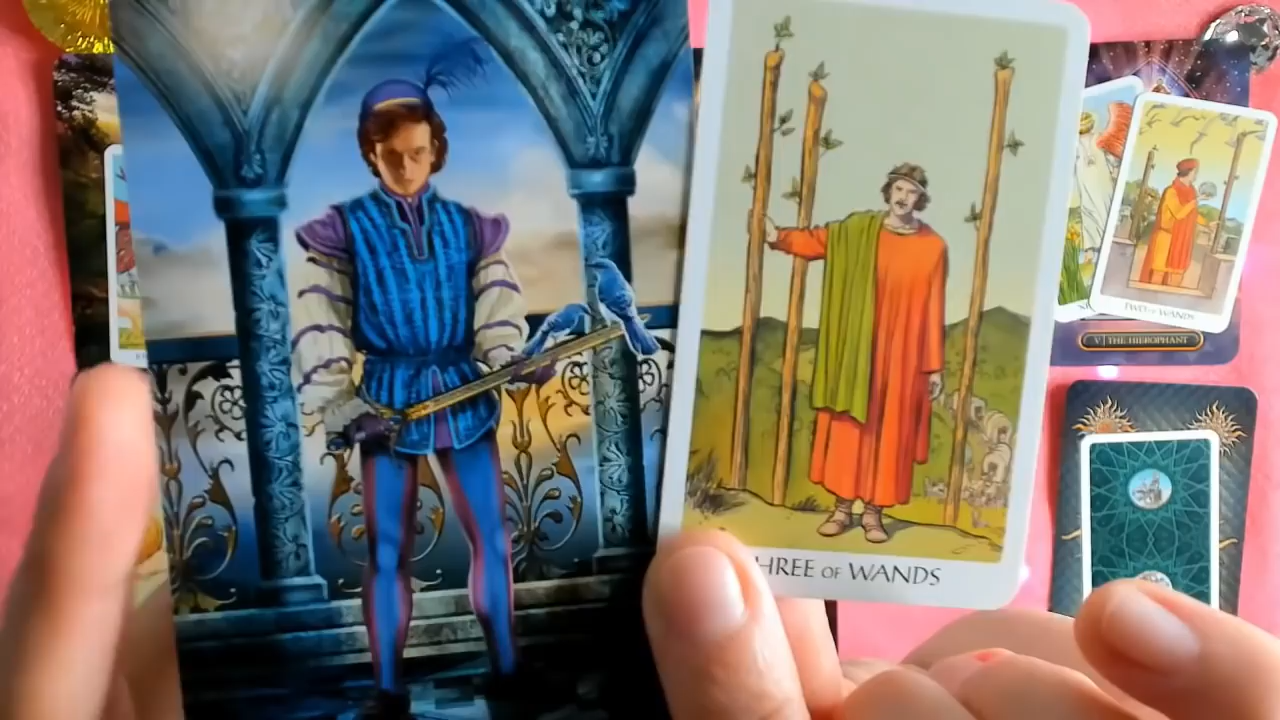 HREE OF WANDS
TWO OF WANDS
V | THE HIEROPHANT